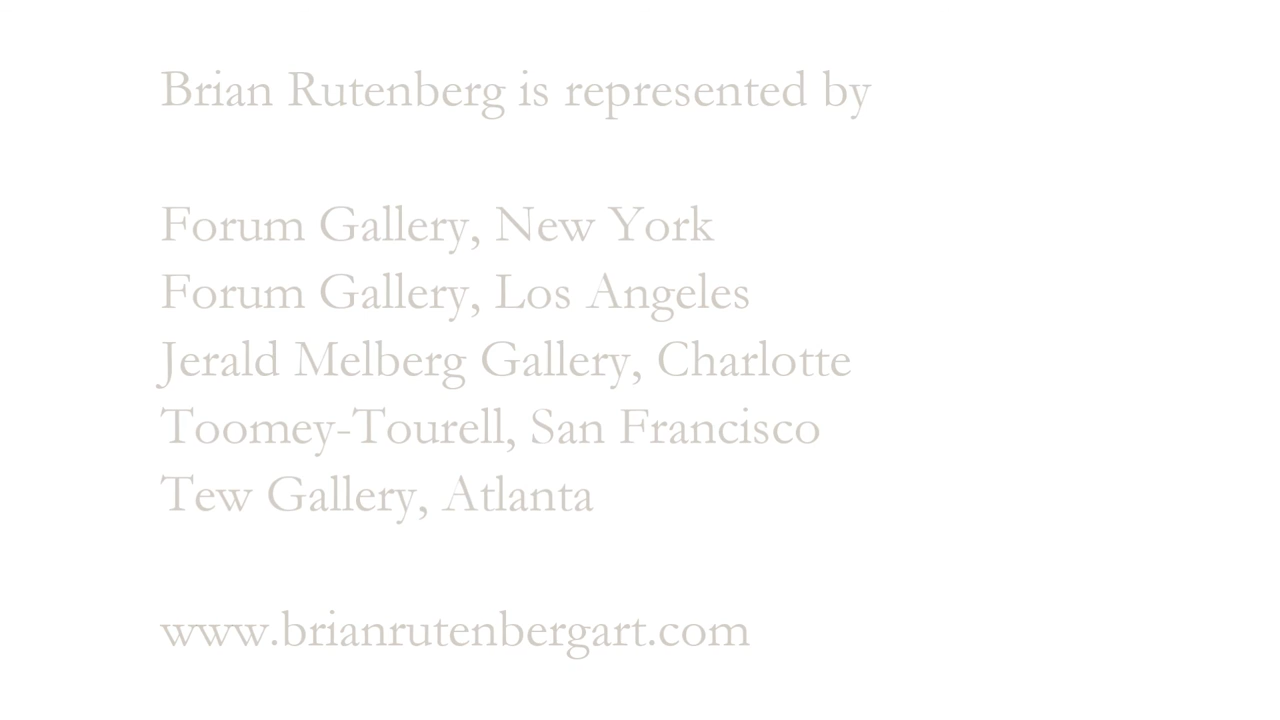 Brian Rutenberg is represented by
Forum Gallery, New York
Forum Gallery, Los Angeles
Jerald Melberg Gallery, Charlotte
Toomey-Tourell, San Francisco
Tew Gallery, Atlanta
www.brianrutenbergart.com